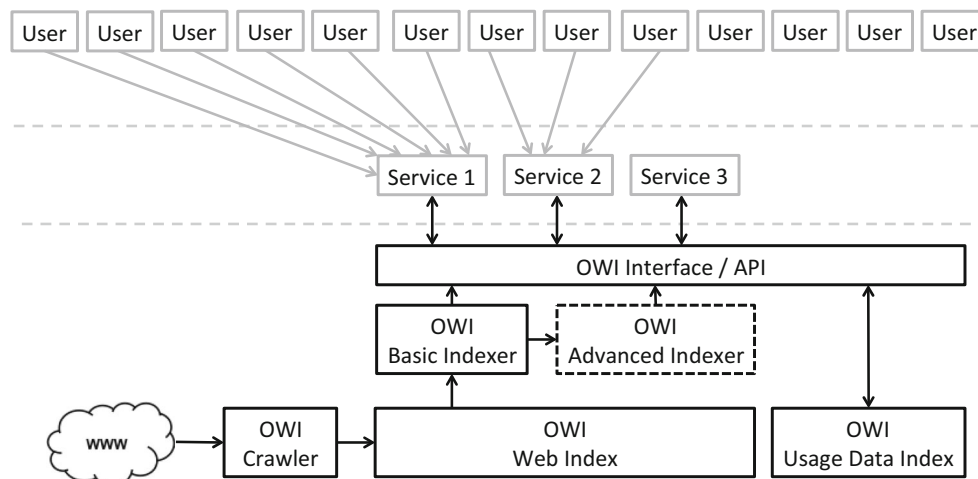 User User User User User User User User User User User User User
Service 1 Service 2 Service 3
OWI Interface / API
OWI
Basic Indexer
OWI
Advanced Indexer
www
OWI
Crawler
OWI
Web Index
OWI
Usage Data Index